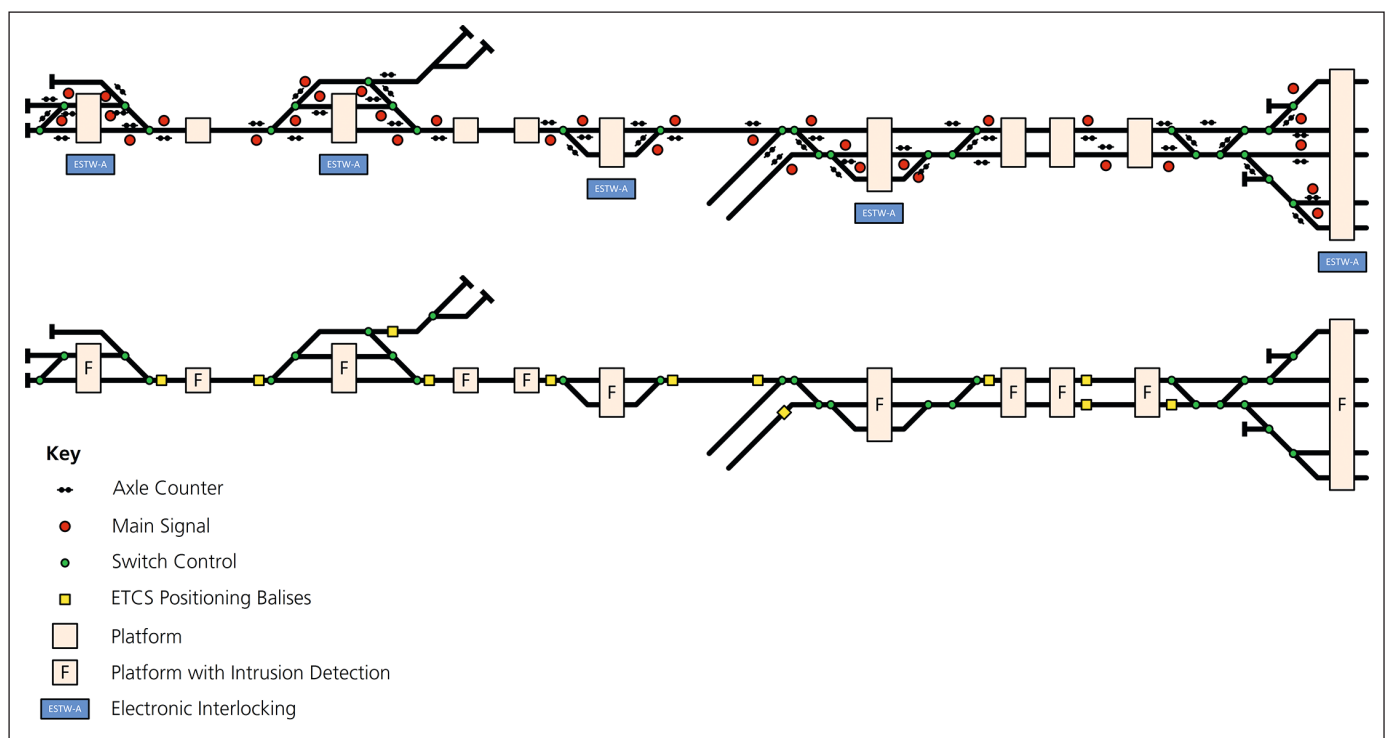 ESTW-A
ESTW-A
ESTW-A
ESTW-A
ESTW-A
F
F
F
F
F
F
F
F
F
F
F
Key
Axle Counter
Main Signal
Switch Control
ETCS Positioning Balises
Platform
F Platform with Intrusion Detection
ESTW-A Electronic Interlocking